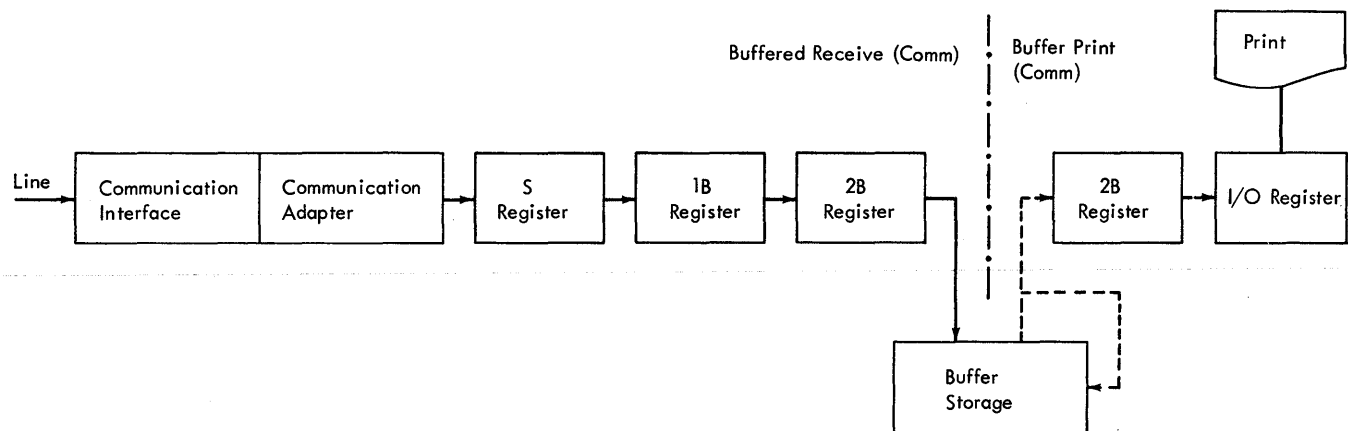 Buffered Receive (Comm)
Buffer Print
(Comm)
Print
Line
Communication
Interface
Communication
Adapter
S
Register
1B
Register
2B
Register
2B
Register
I/O Register
Buffer
Storage